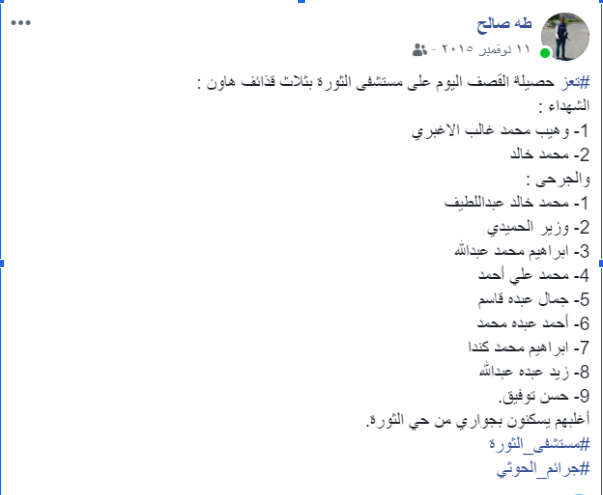 طه صالح
١١ نوفمبر ٢٠١٥ ·
#تعز حصيلة القصف اليوم على مستشفى الثورة بثلاث قذائف هاون :
الشهداء :
1- وهيب محمد غالب الاغبري
2- محمد خالد
والجرحى :
1- محمد خالد عبداللطيف
2- وزير الحميدي
3- ابراهيم محمد عبدالله
4- محمد علي أحمد
5- جمال عبده قاسم
6- أحمد عبده محمد
7- ابراهيم محمد كندا
8- زيد عبده عبدالله
9- حسن توفيق.
أغلبهم يسكنون بجواري من حي الثورة.
#مستشفى_الثورة
#جرائم_الحوثي